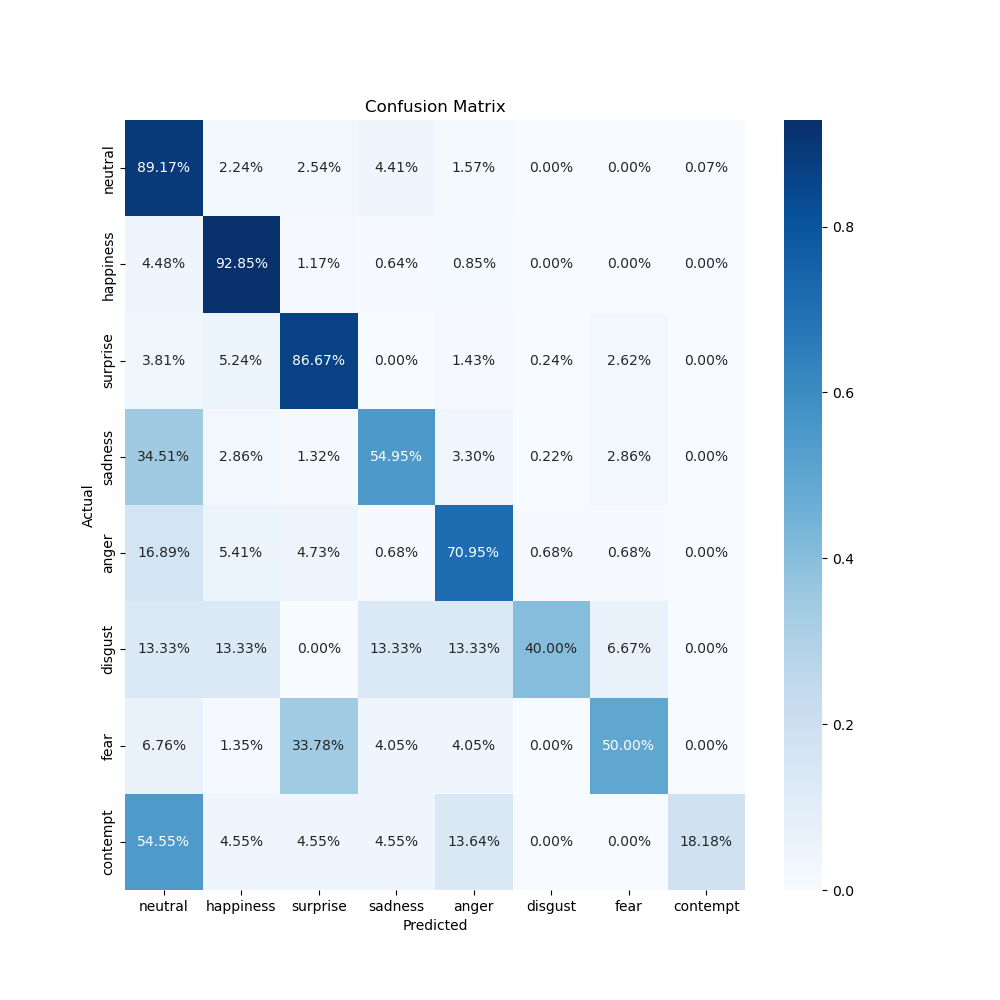 Confusion Matrix
neutral 89.17% 2.24% 2.54% 4.41% 1.57% 0.00% 0.00% 0.07%
happiness 4.48% 92.85% 1.17% 0.64% 0.85% 0.00% 0.00% 0.00%
surprise 3.81% 5.24% 86.67% 0.00% 1.43% 0.24% 2.62% 0.00%
sadness 34.51% 2.86% 1.32% 54.95% 3.30% 0.22% 2.86% 0.00%
anger 16.89% 5.41% 4.73% 0.68% 70.95% 0.68% 0.68% 0.00%
disgust 13.33% 13.33% 0.00% 13.33% 13.33% 40.00% 6.67% 0.00%
fear 6.76% 1.35% 33.78% 4.05% 4.05% 0.00% 50.00% 0.00%
contempt 54.55% 4.55% 4.55% 4.55% 13.64% 0.00% 0.00% 18.18%
Actual
neutral happiness surprise sadness anger disgust fear contempt
Predicted
0.8
0.6
0.4
0.2
0.0